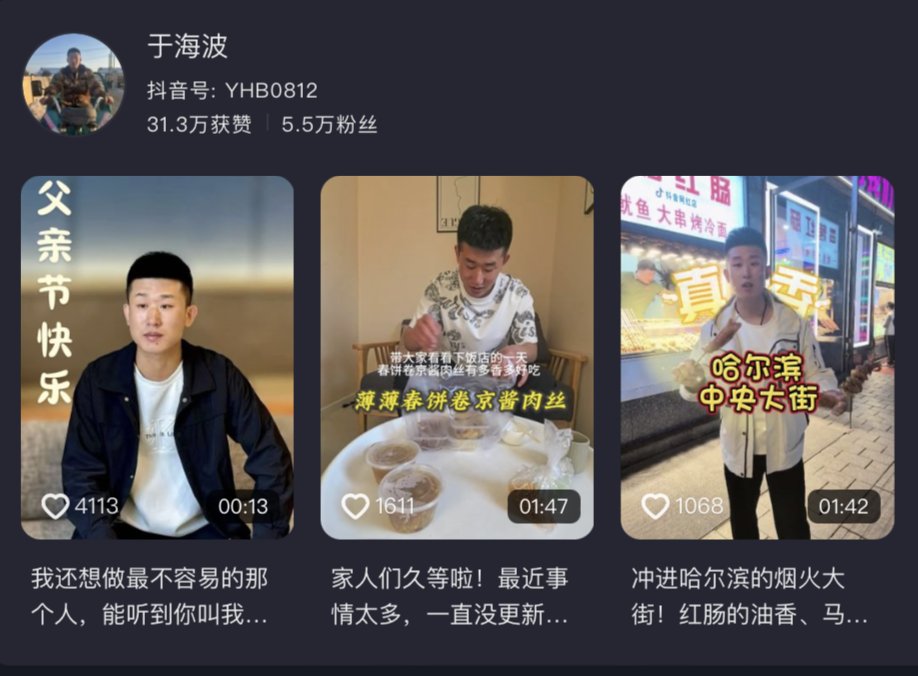 于海波
抖音号: YHB0812
31.3万获赞
5.5万粉丝
父亲节快乐
4113
00:13
我还想做最不容易的那
个人，能听到你叫我...
带大家看看下饭店的一天
春饼卷京酱肉丝有多香多好吃
薄薄春饼卷京酱肉丝
1611
01:47
家人们久等啦！最近事
情太多，一直没更新...
红肠
抖音网红店
鱿鱼 大串 烤冷面
哈尔滨
中央大街
1068
01:42
冲进哈尔滨的烟火大
街！红肠的油香、马...